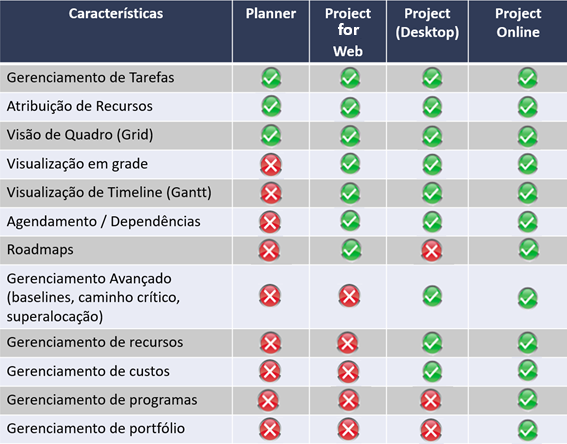 Características Planner Project for Web Project (Desktop) Project Online
Gerenciamento de Tarefas
Atribuição de Recursos
Visão de Quadro (Grid)
Visualização em grade
Visualização de Timeline (Gantt)
Agendamento / Dependências
Roadmaps
Gerenciamento Avançado
(baselines, caminho crítico,
superalocação)
Gerenciamento de recursos
Gerenciamento de custos
Gerenciamento de programas
Gerenciamento de portfólio